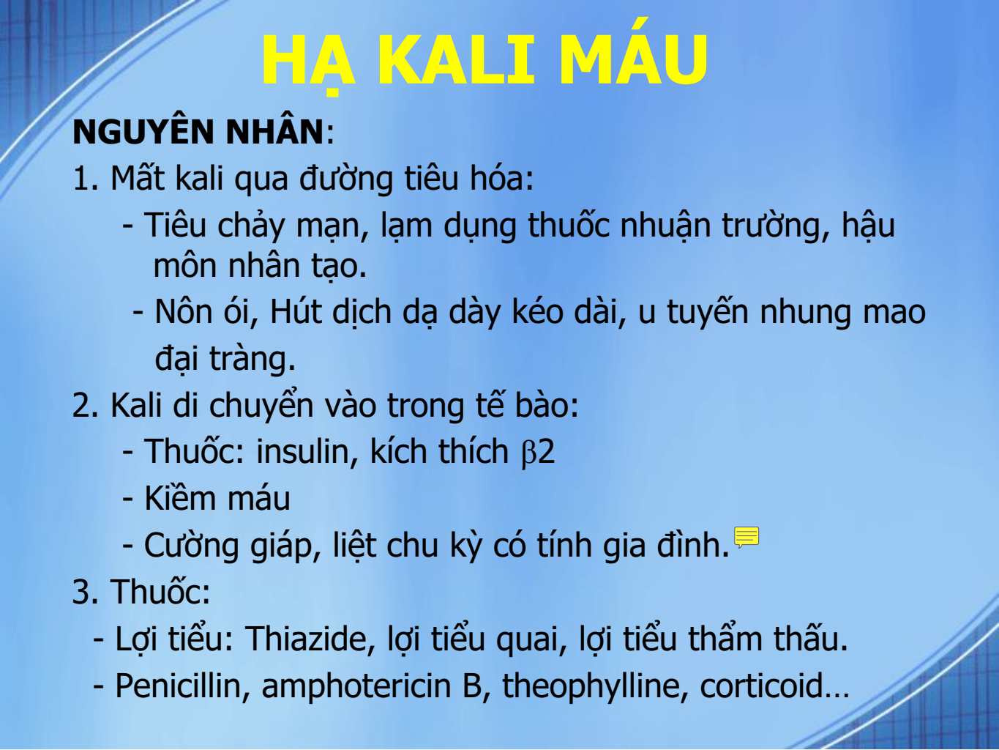 HẠ KALI MÁU
NGUYÊN NHÂN:
1. Mất kali qua đường tiêu hóa:
- Tiêu chảy mạn, lạm dụng thuốc nhuận trường, hậu
môn nhân tạo.
- Nôn ói, Hút dịch dạ dày kéo dài, u tuyến nhung mao
đại tràng.
2. Kali di chuyển vào trong tế bào:
- Thuốc: insulin, kích thích β2
- Kiềm máu
- Cường giáp, liệt chu kỳ có tính gia đình.
3. Thuốc:
- Lợi tiểu: Thiazide, lợi tiểu quai, lợi tiểu thẩm thấu.
- Penicillin, amphotericin B, theophylline, corticoid…